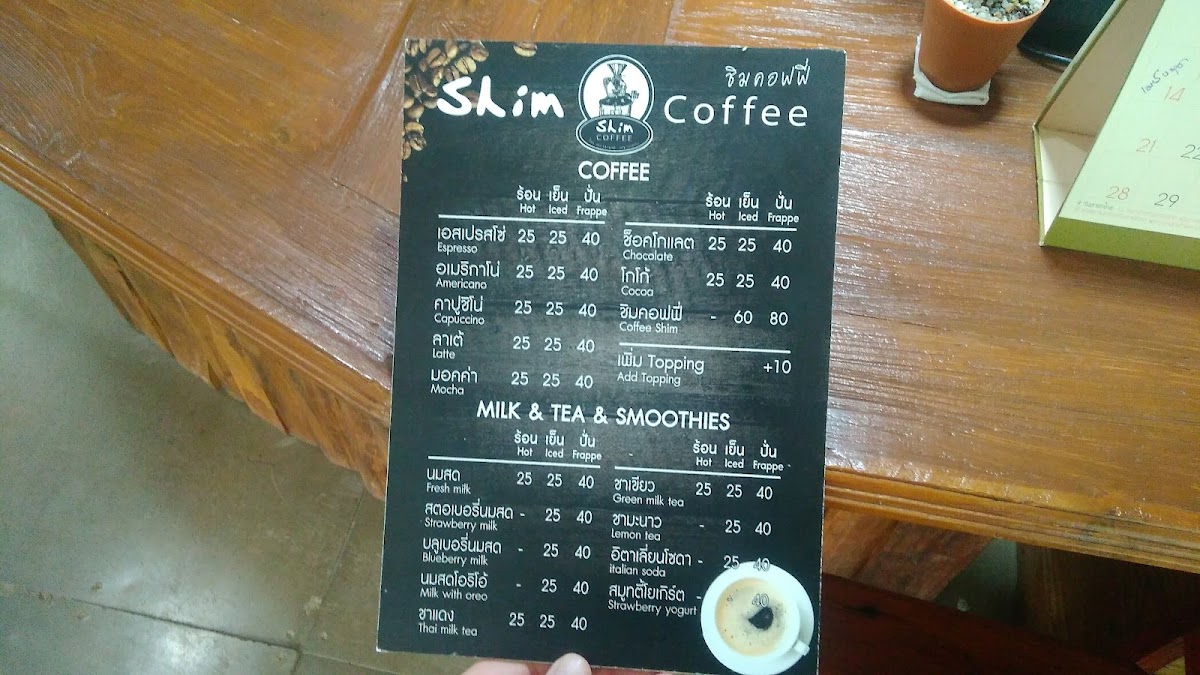 Shim
ชิมคอฟฟี่
Coffee
Shim
COFFEE
COFFEE
ร้อน เย็น ปั่น
Hot Iced Frappe
เอสเปรสโซ่ 25 25 40
Espresso
อเมริกาโน่ 25 25 40
Americano
คาปูชิโน่ 25 25 40
Capuccino
ลาเต้ 25 25 40
Latte
มอคค่า 25 25 40
Mocha
ร้อน เย็น ปั่น
Hot Iced Frappe
ช็อคโกแลต 25 25 40
Chocolate
โกโก้ 25 25 40
Cocoa
ชิมคอฟฟี่ - 60 80
Coffee Shim
เพิ่ม Topping +10
Add Topping
MILK & TEA & SMOOTHIES
ร้อน เย็น ปั่น
Hot Iced Frappe
นมสด 25 25 40
Fresh milk
สตอเบอรี่นมสด - 25 40
Strawberry milk
บลูเบอรี่นมสด - 25 40
Blueberry milk
นมสดโอริโอ้ - 25 40
Milk with oreo
ชาแดง 25 25 40
Thai milk tea
ร้อน เย็น ปั่น
Hot Iced Frappe
ชาเขียว 25 25 40
Green milk tea
ชามะนาว - 25 40
Lemon tea
อิตาเลี่ยนโซดา - 25 40
italian soda
สมูทตี้โยเกิร์ต - 40
Strawberry yogurt
14
21 22
28 29